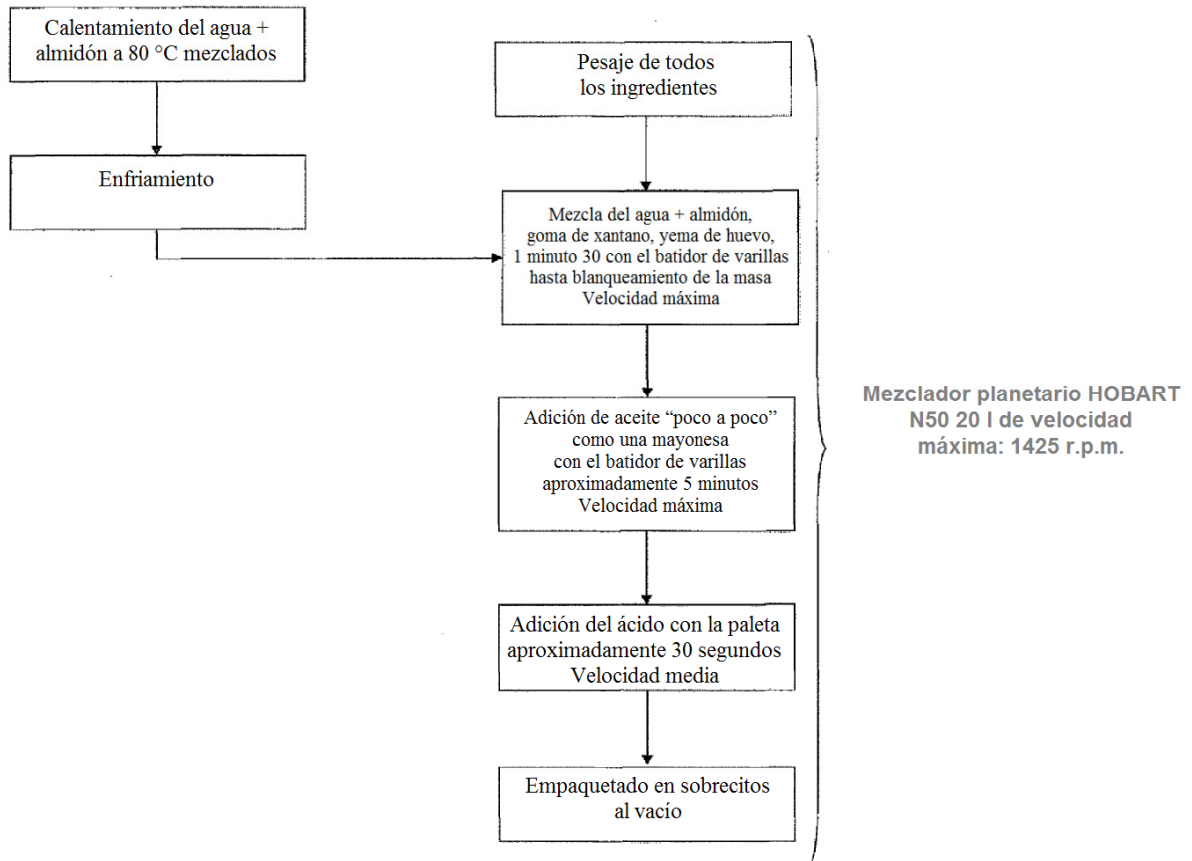 Calentamiento del agua +
almidón a 80 °C mezclados
Enfriamiento
Pesaje de todos
los ingredientes
Mezcla del agua + almidón,
goma de xantano, yema de huevo,
1 minuto 30 con el batidor de varillas
hasta blanqueamiento de la masa
Velocidad máxima
Adición de aceite “poco a poco”
como una mayonesa
con el batidor de varillas
aproximadamente 5 minutos
Velocidad máxima
Adición del ácido con la paleta
aproximadamente 30 segundos
Velocidad media
Empaquetado en sobrecitos
al vacío
Mezclador planetario HOBART
N50 20 l de velocidad
máxima: 1425 r.p.m.